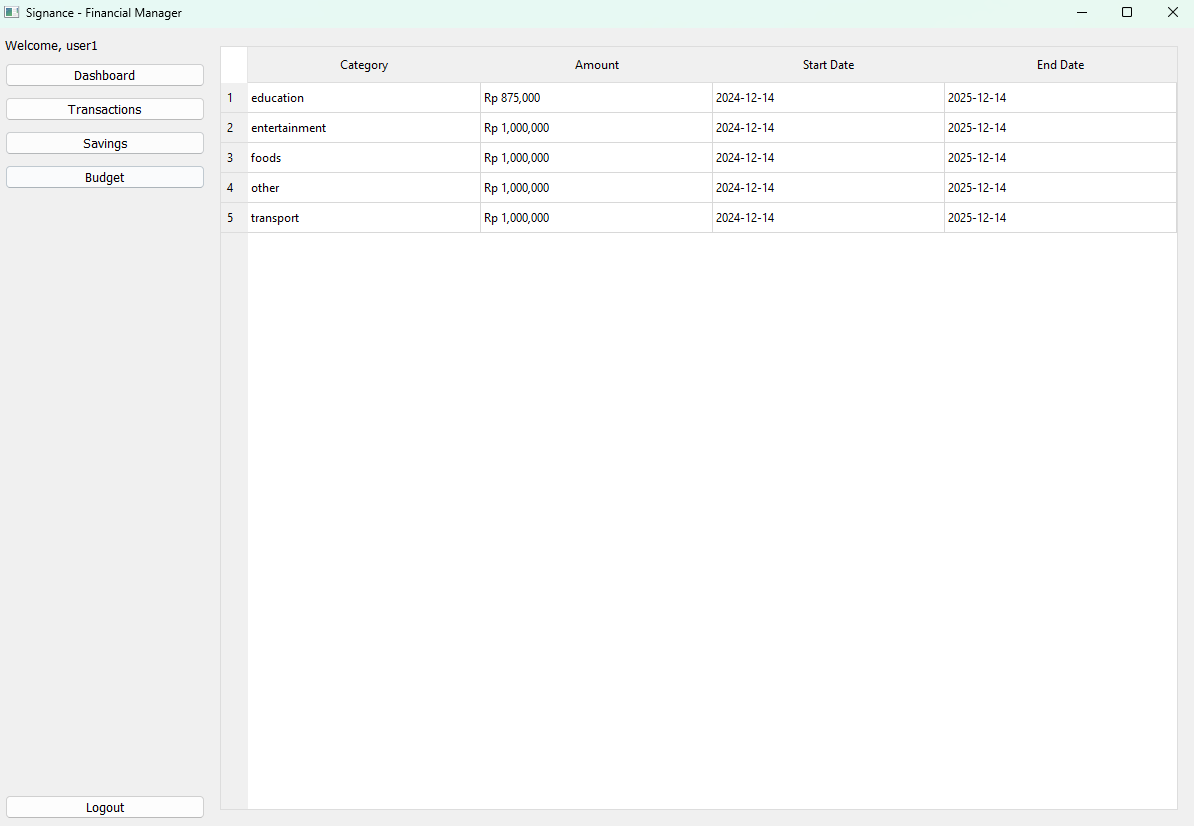 Signance - Financial Manager
Welcome, user1
Dashboard
Transactions
Savings
Budget
Logout
Category Amount Start Date End Date
1 education Rp 875,000 2024-12-14 2025-12-14
2 entertainment Rp 1,000,000 2024-12-14 2025-12-14
3 foods Rp 1,000,000 2024-12-14 2025-12-14
4 other Rp 1,000,000 2024-12-14 2025-12-14
5 transport Rp 1,000,000 2024-12-14 2025-12-14